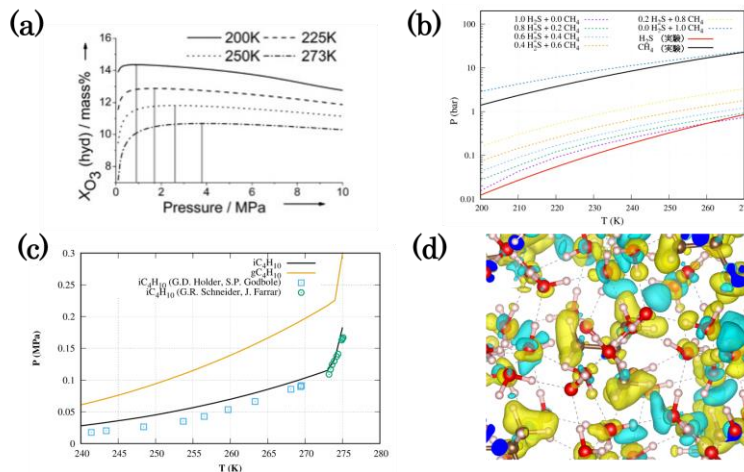 (a)
200K 225K
250K 273K
XO3 (hyd) / mass%
16
14
12
10
8
0 2 4 6 8 10
Pressure / MPa
(b)
1.0 H2S + 0.0 CH4
0.8 H2S + 0.2 CH4
0.6 H2S + 0.4 CH4
0.4 H2S + 0.6 CH4
0.2 H2S + 0.8 CH4
0.0 H2S + 1.0 CH4
H2S (実験)
CH4 (実験)
P (bar)
100
10
1
0.1
0.01
200 210 220 230 240 250 260
T (K)
(c)
iC4H10
gC4H10
iC4H10 (G.D. Holder, S.P. Godbole)
iC4H10 (G.R. Schneider, J. Farrar)
P (MPa)
0.3
0.25
0.2
0.15
0.1
0.05
0
240 245 250 255 260 265 270 275 280
T (K)
(d)